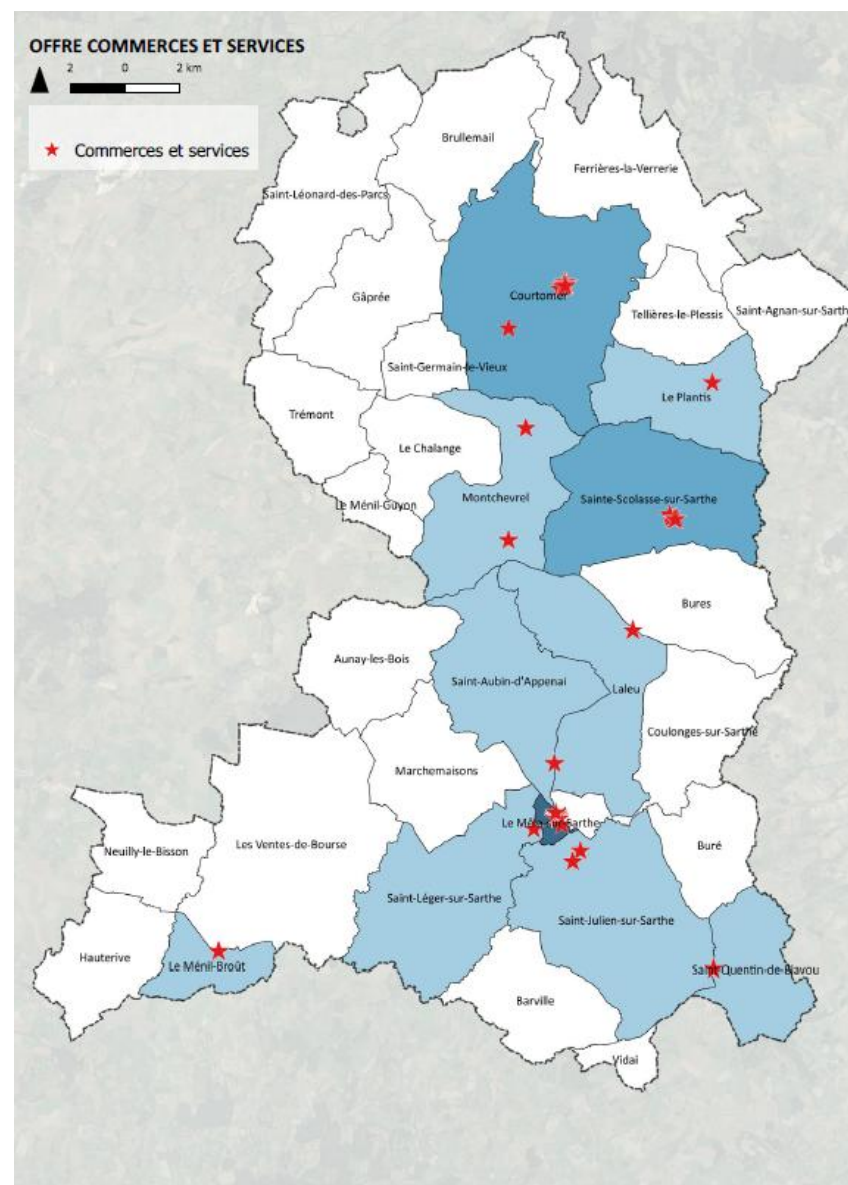 OFFRE COMMERCES ET SERVICES
2 0 2 km
Commerces et services
Brullemail
Ferrières-la-Verrerie
Saint-Léonard-des-Parcs
Gâprée
Courtomer
Tellières-le-Plessis
Saint-Agnan-sur-Sarth
Saint-Germain-le-Vieux
Le Plantis
Trémont
Le Chalange
Montchevrel
Sainte-Scolasse-sur-Sarthe
Le Ménil-Guyon
Bures
Aunay-les-Bois
Saint-Aubin-d'Appenai
Laleu
Coulonges-sur-Sarthe
Marchemaisons
Le Mêle-sur-Sarthe
Neuilly-le-Bisson
Les Ventes-de-Bourse
Buré
Saint-Léger-sur-Sarthe
Saint-Julien-sur-Sarthe
Hauterive
Le Ménil-Broût
Saint-Quentin-de-Blavou
Barville
Vidai